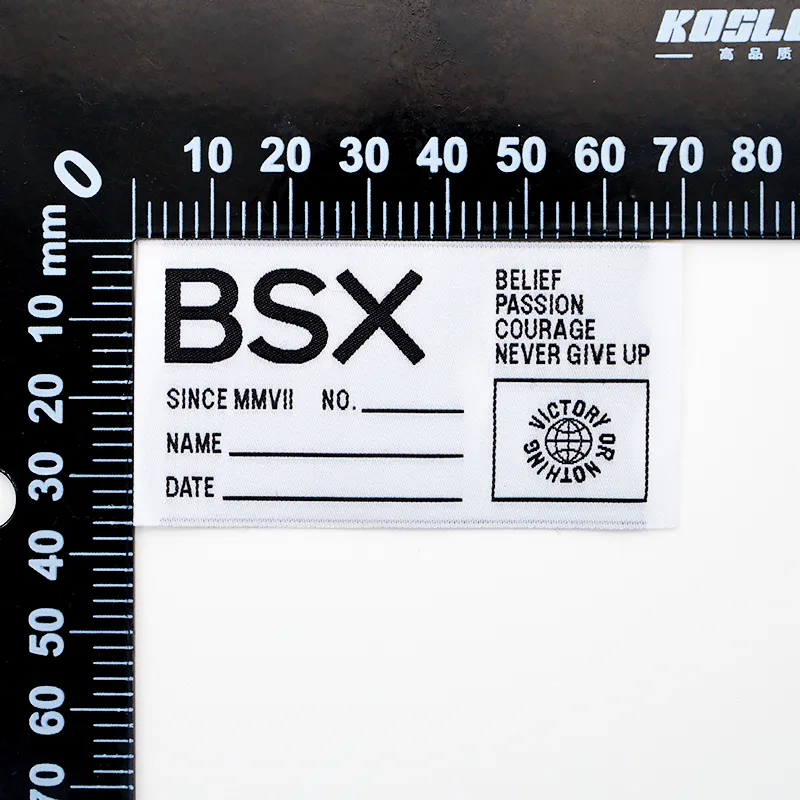 KOSL
高品质
0 10 20 30 40 50 60 70 80
mm
10
20
30
40
50
60
70
BSX
SINCE MMVII NO.
NAME
DATE
BELIEF
PASSION
COURAGE
NEVER GIVE UP
VICTORY OR NOTHING